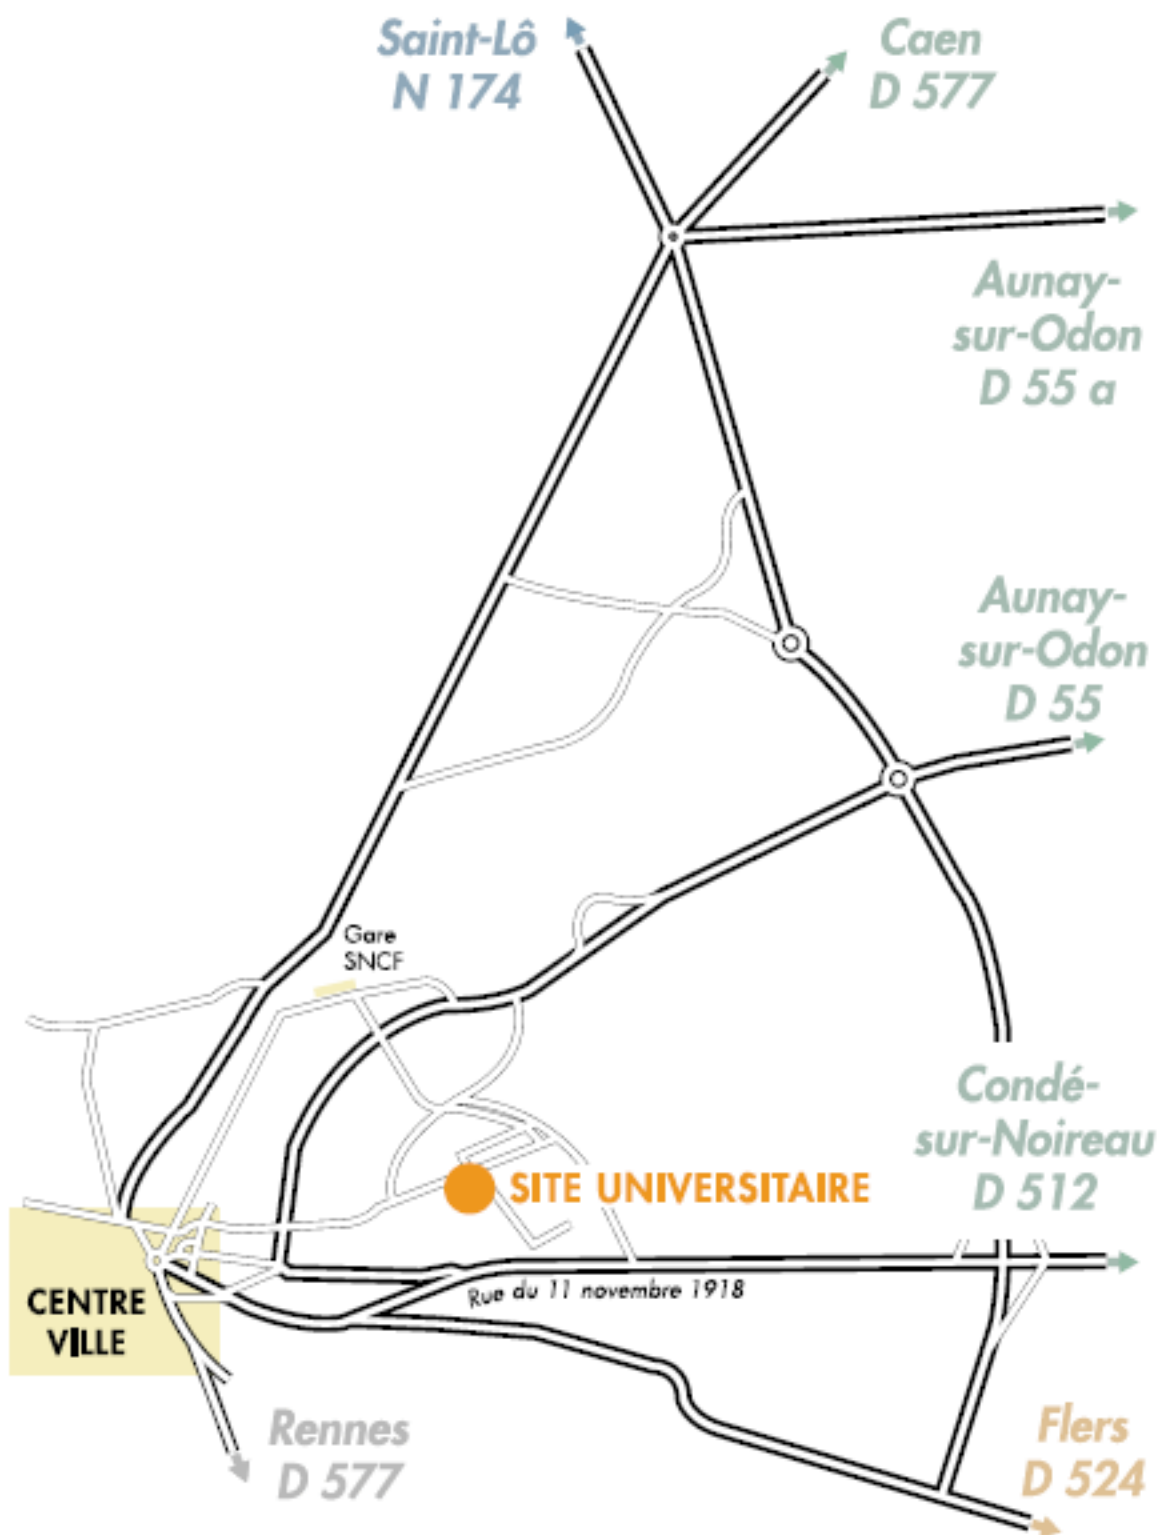 Saint-Lô
N 174
Caen
D 577
Aunay-
sur-Odon
D 55 a
Aunay-
sur-Odon
D 55
Gare
SNCF
Condé-
sur-Noireau
D 512
SITE UNIVERSITAIRE
Rue du 11 novembre 1918
CENTRE
VILLE
Rennes
D 577
Flers
D 524